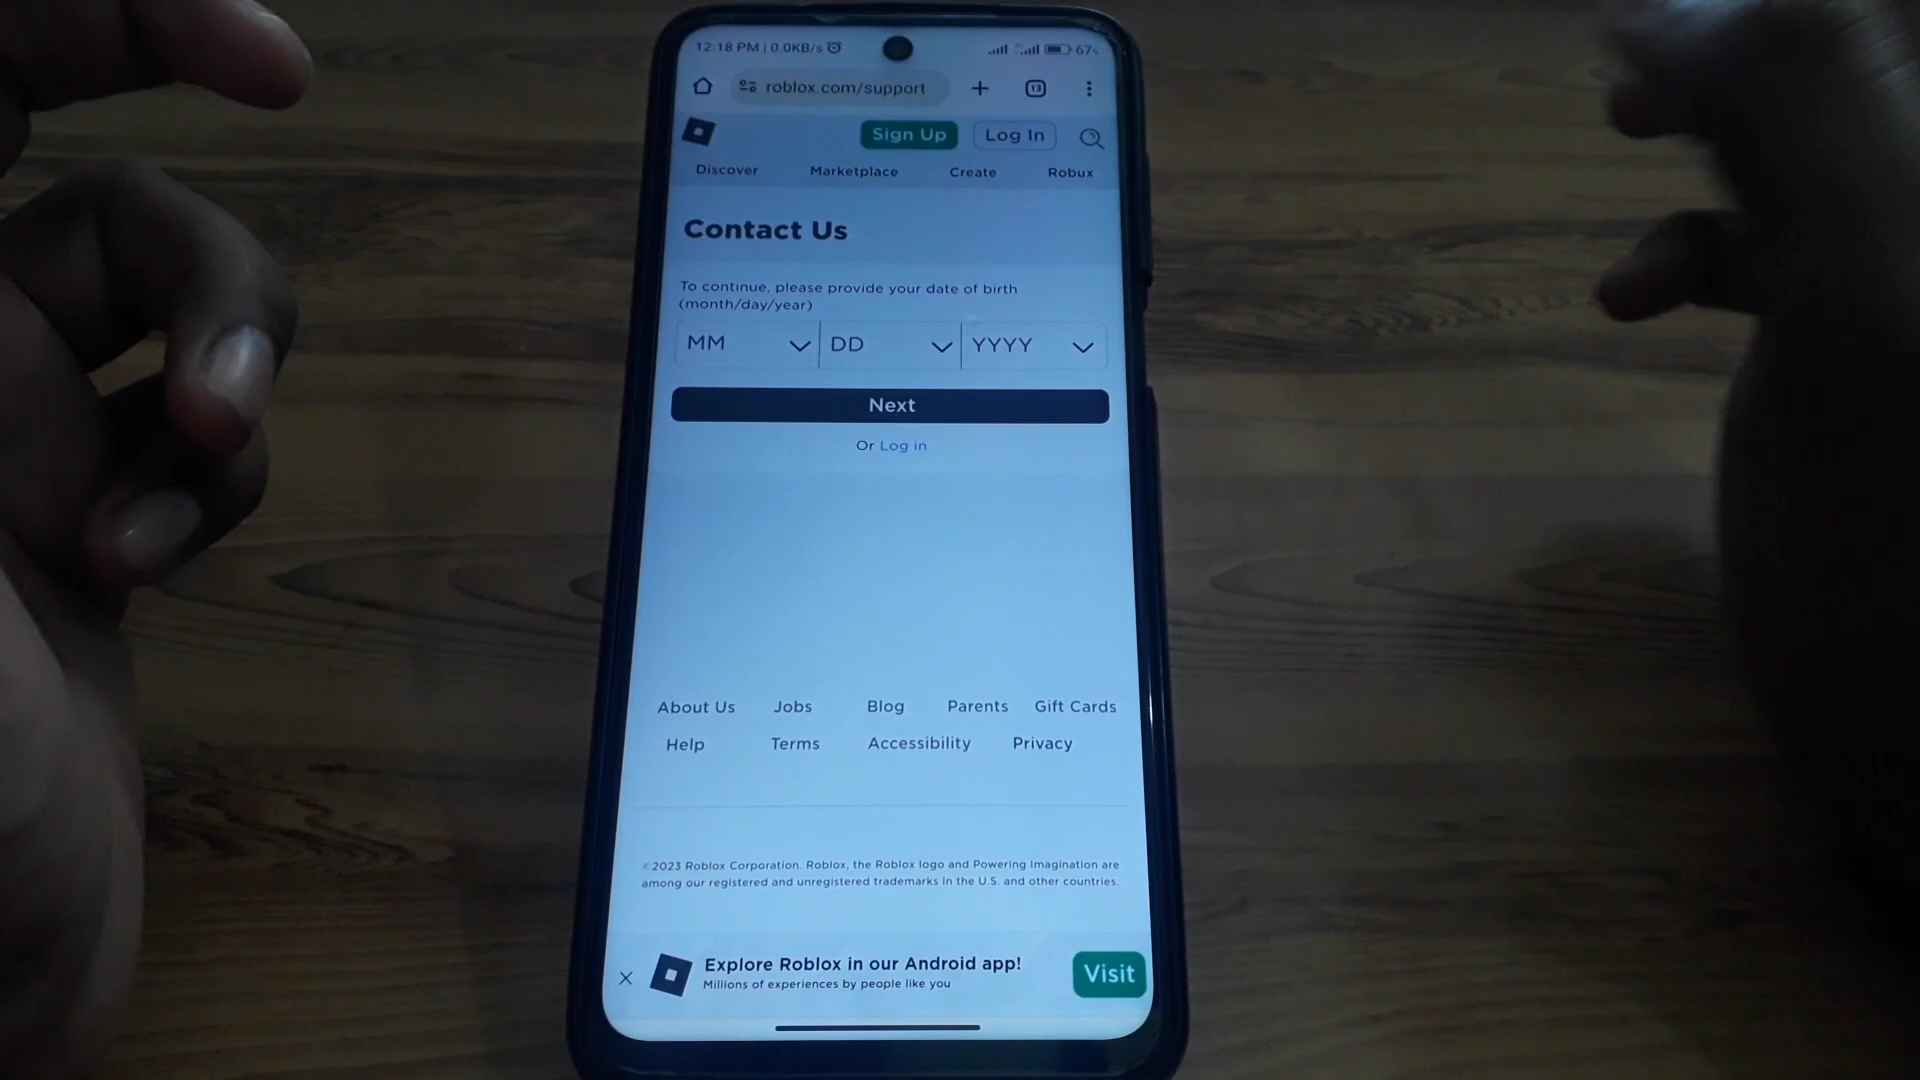 12:18 PM | 0.0KB/s
67%
roblox.com/support
13
Sign Up
Log In
Discover
Marketplace
Create
Robux
Contact Us
To continue, please provide your date of birth
(month/day/year)
MM
DD
YYYY
Next
Or Log in
About Us
Jobs
Blog
Parents
Gift Cards
Help
Terms
Accessibility
Privacy
©2023 Roblox Corporation. Roblox, the Roblox logo and Powering Imagination are
among our registered and unregistered trademarks in the U.S. and other countries.
Explore Roblox in our Android app!
Millions of experiences by people like you
Visit